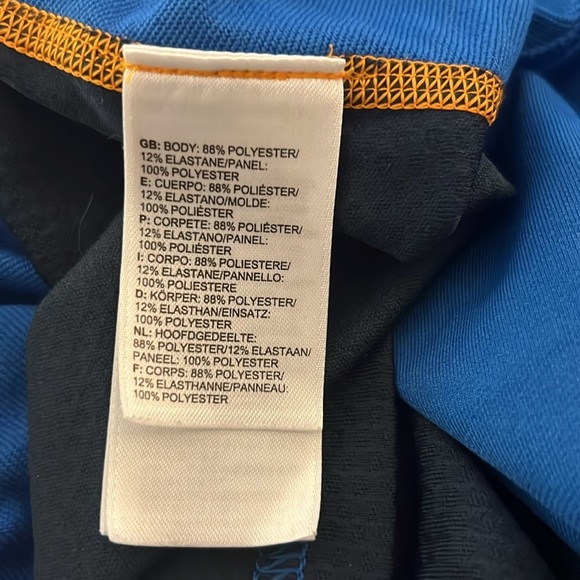 GB: BODY: 88% POLYESTER/
12% ELASTANE/PANEL:
100% POLYESTER
E: CUERPO: 88% POLIÉSTER/
12% ELASTANO/MOLDE:
100% POLIÉSTER
P: CORPETE: 88% POLIÉSTER/
12% ELASTANO/PAINEL:
100% POLIÉSTER
I: CORPO: 88% POLIESTERE/
12% ELASTANE/PANNELLO:
100% POLIESTERE
D: KÖRPER: 88% POLYESTER/
12% ELASTHAN/EINSATZ:
100% POLYESTER
NL: HOOFDGEDEELTE:
88% POLYESTER/12% ELASTAAN/
PANEEL: 100% POLYESTER
F: CORPS: 88% POLYESTER/
12% ELASTHANNE/PANNEAU:
100% POLYESTER